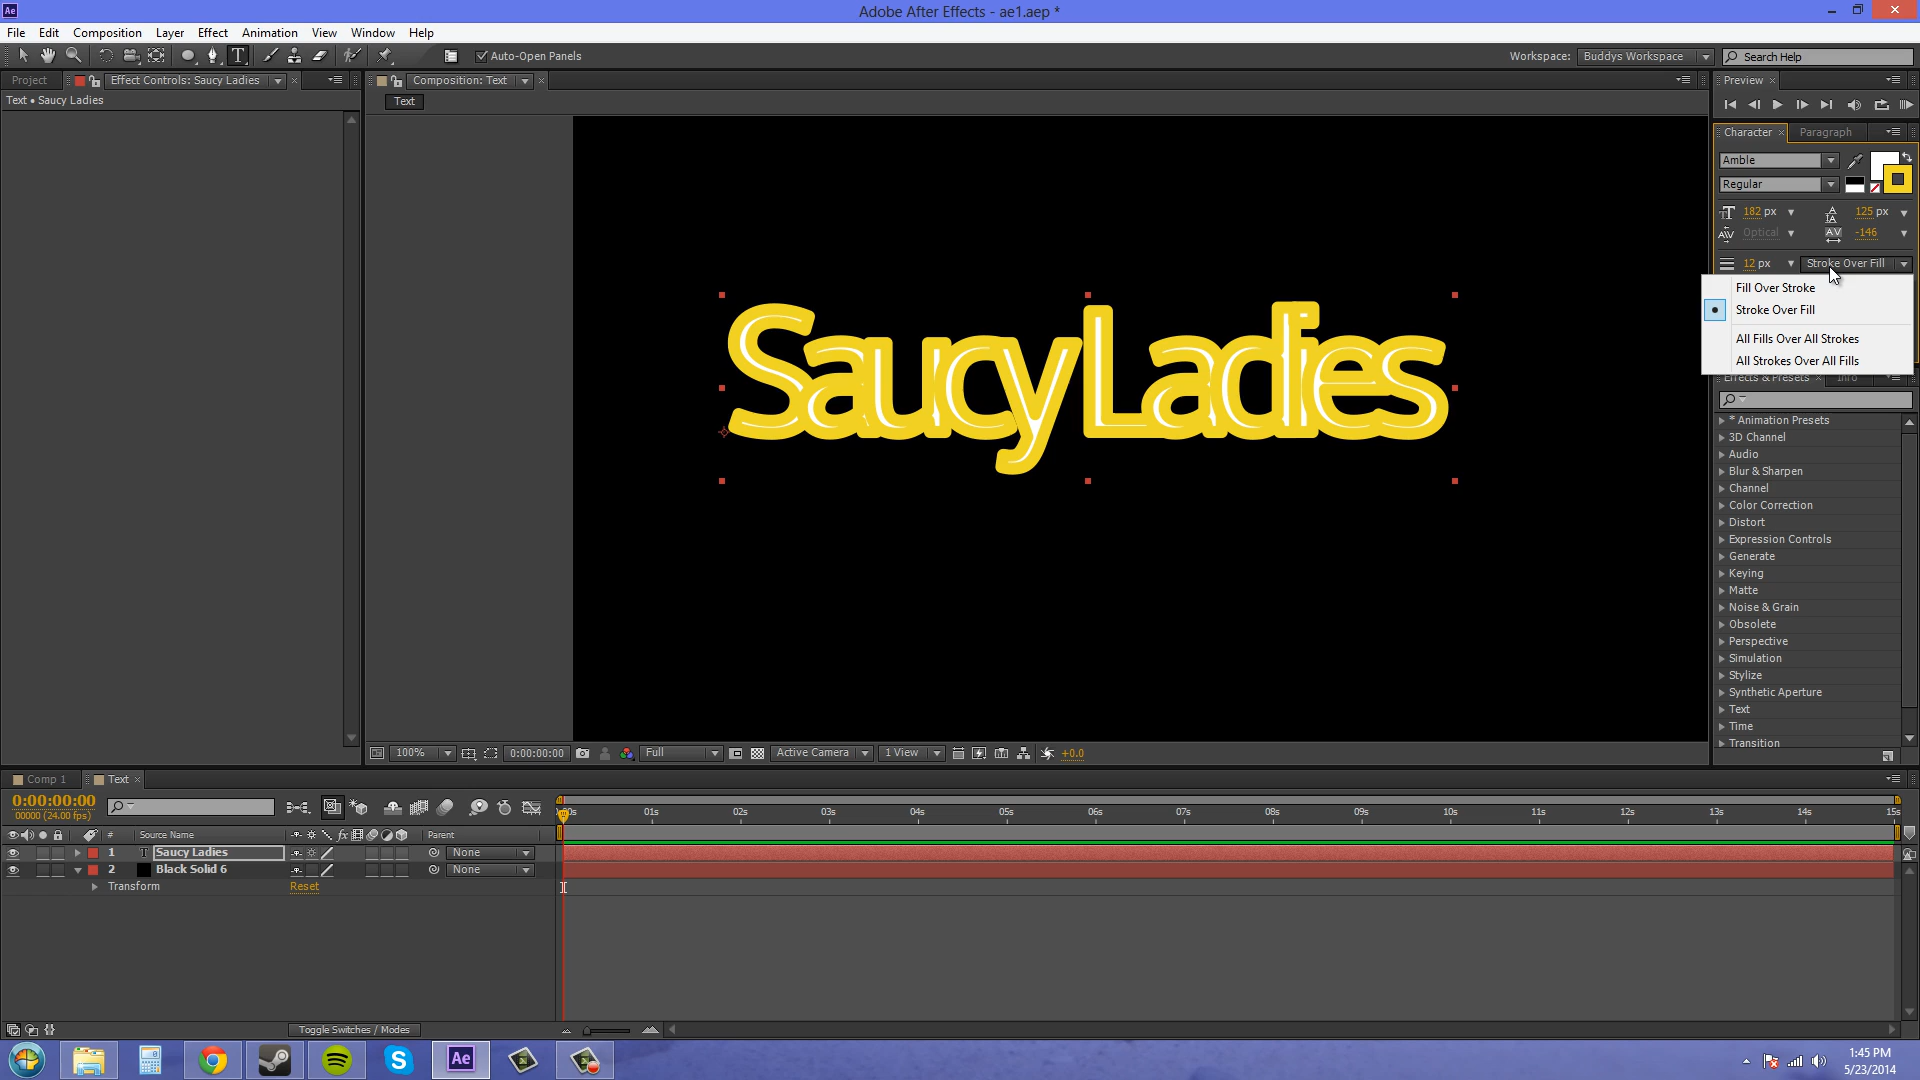 Adobe After Effects - ae1.aep *
File Edit Composition Layer Effect Animation View Window Help
Auto-Open Panels
Workspace: Buddys Workspace
Search Help
Project Effect Controls: Saucy Ladies
Composition: Text
Preview
Text • Saucy Ladies
Text
Character Paragraph
Amble
Regular
182 px 125 px
Optical -146
12 px Stroke Over Fill
Fill Over Stroke
Stroke Over Fill
All Fills Over All Strokes
All Strokes Over All Fills
Effects & Presets Info
Saucy Ladies
* Animation Presets
3D Channel
Audio
Blur & Sharpen
Channel
Color Correction
Distort
Expression Controls
Generate
Keying
Matte
Noise & Grain
Obsolete
Perspective
Simulation
Stylize
Synthetic Aperture
Text
Time
Transition
100% 0:00:00:00 Full Active Camera 1 View +0.0
Comp 1 Text
0:00:00:00
00000 (24.00 fps)
01s 02s 03s 04s 05s 06s 07s 08s 09s 10s 11s 12s 13s 14s 15s
# Source Name Parent
1 T Saucy Ladies None
2 Black Solid 6 None
Transform Reset
Toggle Switches / Modes
1:45 PM
5/23/2014